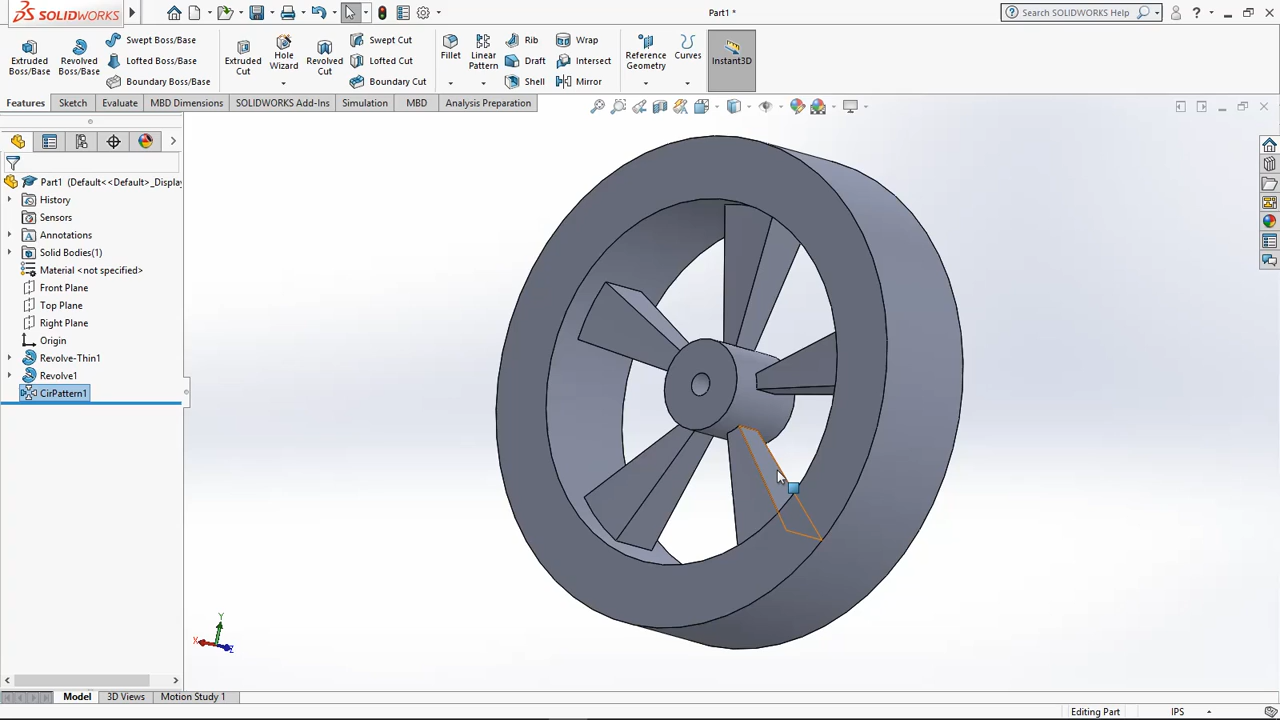 SOLIDWORKS
Part1 *
Search SOLIDWORKS Help
Extruded Boss/Base
Revolved Boss/Base
Swept Boss/Base
Lofted Boss/Base
Boundary Boss/Base
Extruded Cut
Hole Wizard
Revolved Cut
Swept Cut
Lofted Cut
Boundary Cut
Fillet
Linear Pattern
Rib
Draft
Shell
Wrap
Intersect
Mirror
Reference Geometry
Curves
Instant3D
Features
Sketch
Evaluate
MBD Dimensions
SOLIDWORKS Add-Ins
Simulation
MBD
Analysis Preparation
Part1 (Default<<Default>_Display
History
Sensors
Annotations
Solid Bodies(1)
Material <not specified>
Front Plane
Top Plane
Right Plane
Origin
Revolve-Thin1
Revolve1
CirPattern1
Y
X
Z
Model
3D Views
Motion Study 1
Editing Part
IPS